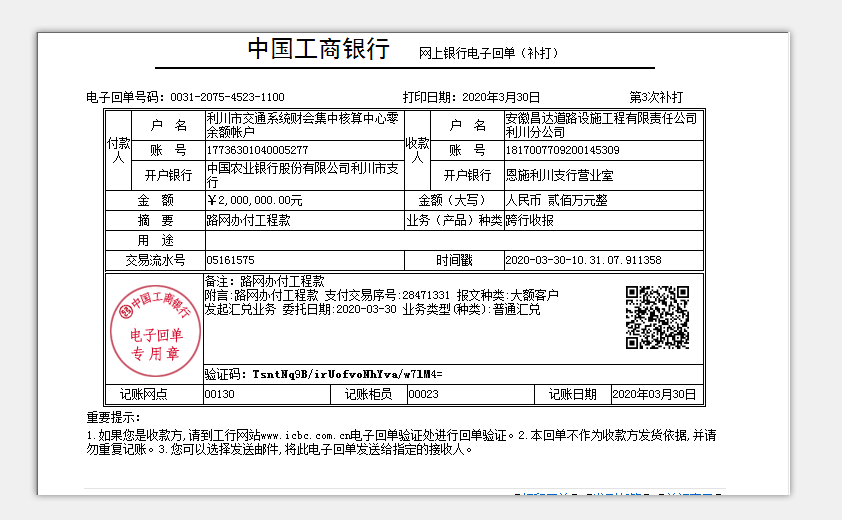 中国工商银行 网上银行电子回单（补打）
电子回单号码：0031-2075-4523-1100 打印日期：2020年3月30日 第3次补打
付款人 户 名 利川市交通系统财会集中核算中心零余额帐户 收款人 户 名 安徽昌达道路设施工程有限责任公司利川分公司
账 号 17736301040005277 账 号 1817007709200145309
开户银行 中国农业银行股份有限公司利川市支行 开户银行 恩施利川支行营业室
金 额 ￥2,000,000.00元 金额（大写） 人民币 贰佰万元整
摘 要 路网办付工程款 业务（产品）种类 跨行收报
用 途
交易流水号 05161575 时间戳 2020-03-30-10.31.07.911358
备注：路网办付工程款
附言:路网办付工程款 支付交易序号:28471331 报文种类:大额客户
发起汇兑业务 委托日期:2020-03-30 业务类型(种类):普通汇兑
中国工商银行
电子回单
专用章
验证码：TsntNq9B/irUofvoNhYva/w7lM4=
记账网点 00130 记账柜员 00023 记账日期 2020年03月30日
重要提示：
1.如果您是收款方,请到工行网站www.icbc.com.cn电子回单验证处进行回单验证。2.本回单不作为收款方发货依据,并请
勿重复记账。3.您可以选择发送邮件,将此电子回单发送给指定的接收人。